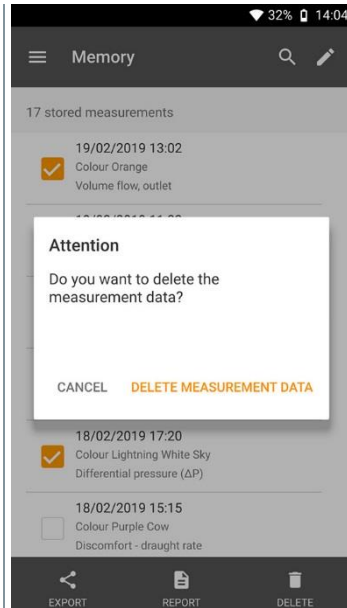 32% 14:04
Memory
17 stored measurements
19/02/2019 13:02
Colour Orange
Volume flow, outlet
Attention
Do you want to delete the
measurement data?
CANCEL DELETE MEASUREMENT DATA
18/02/2019 17:20
Colour Lightning White Sky
Differential pressure (ΔP)
18/02/2019 15:15
Colour Purple Cow
Discomfort - draught rate
EXPORT REPORT DELETE